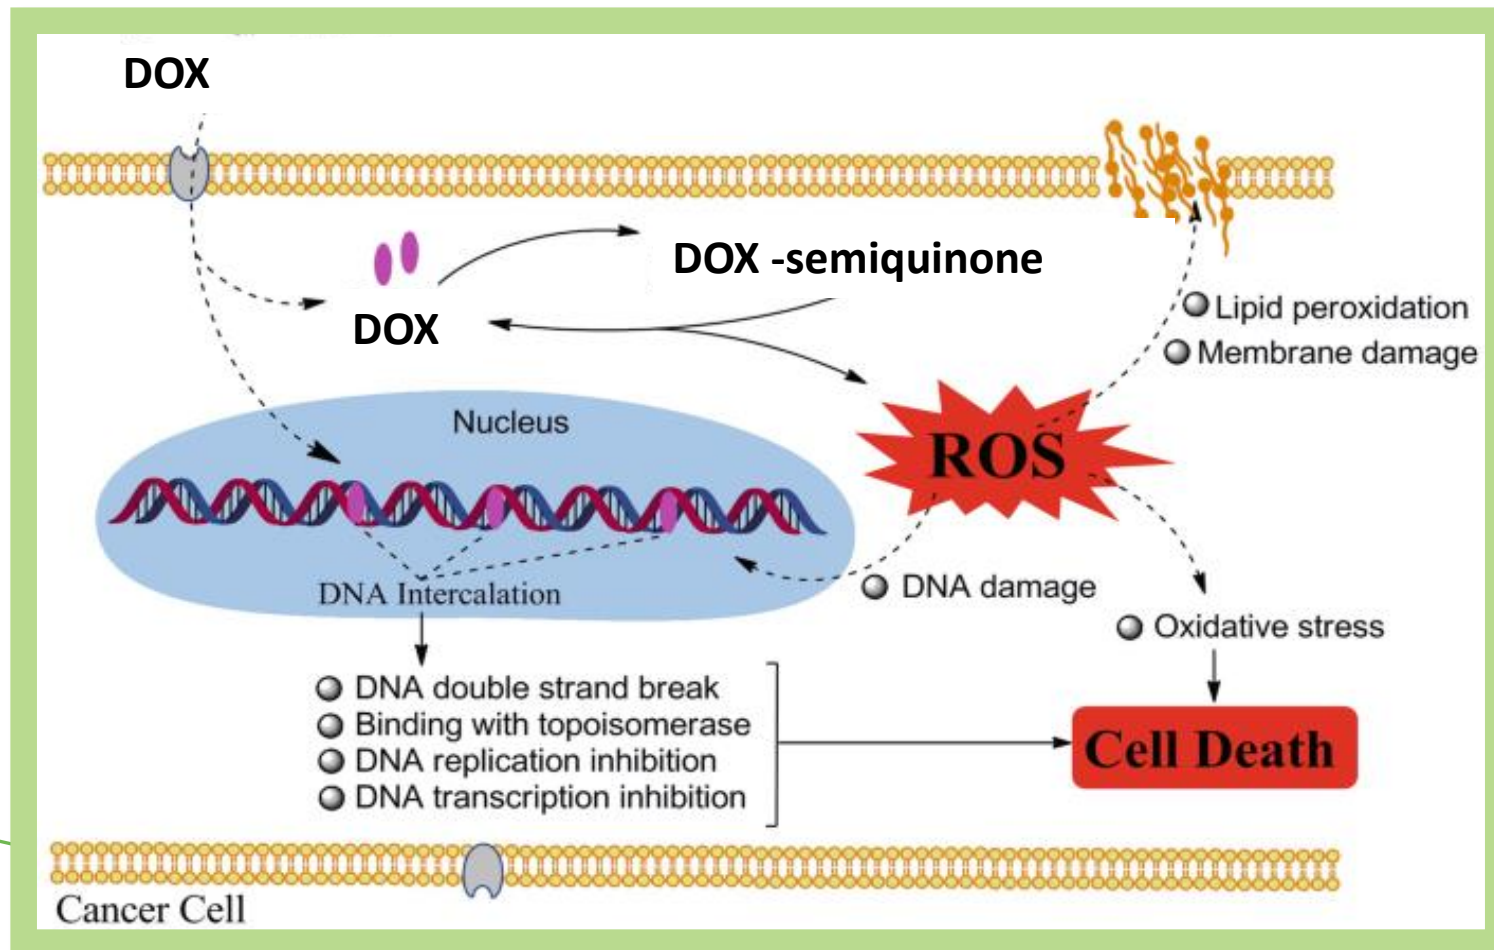 DOX
DOX -semiquinone
DOX
Lipid peroxidation
Membrane damage
Nucleus
ROS
DNA Intercalation
DNA damage
Oxidative stress
DNA double strand break
Binding with topoisomerase
DNA replication inhibition
DNA transcription inhibition
Cell Death
Cancer Cell